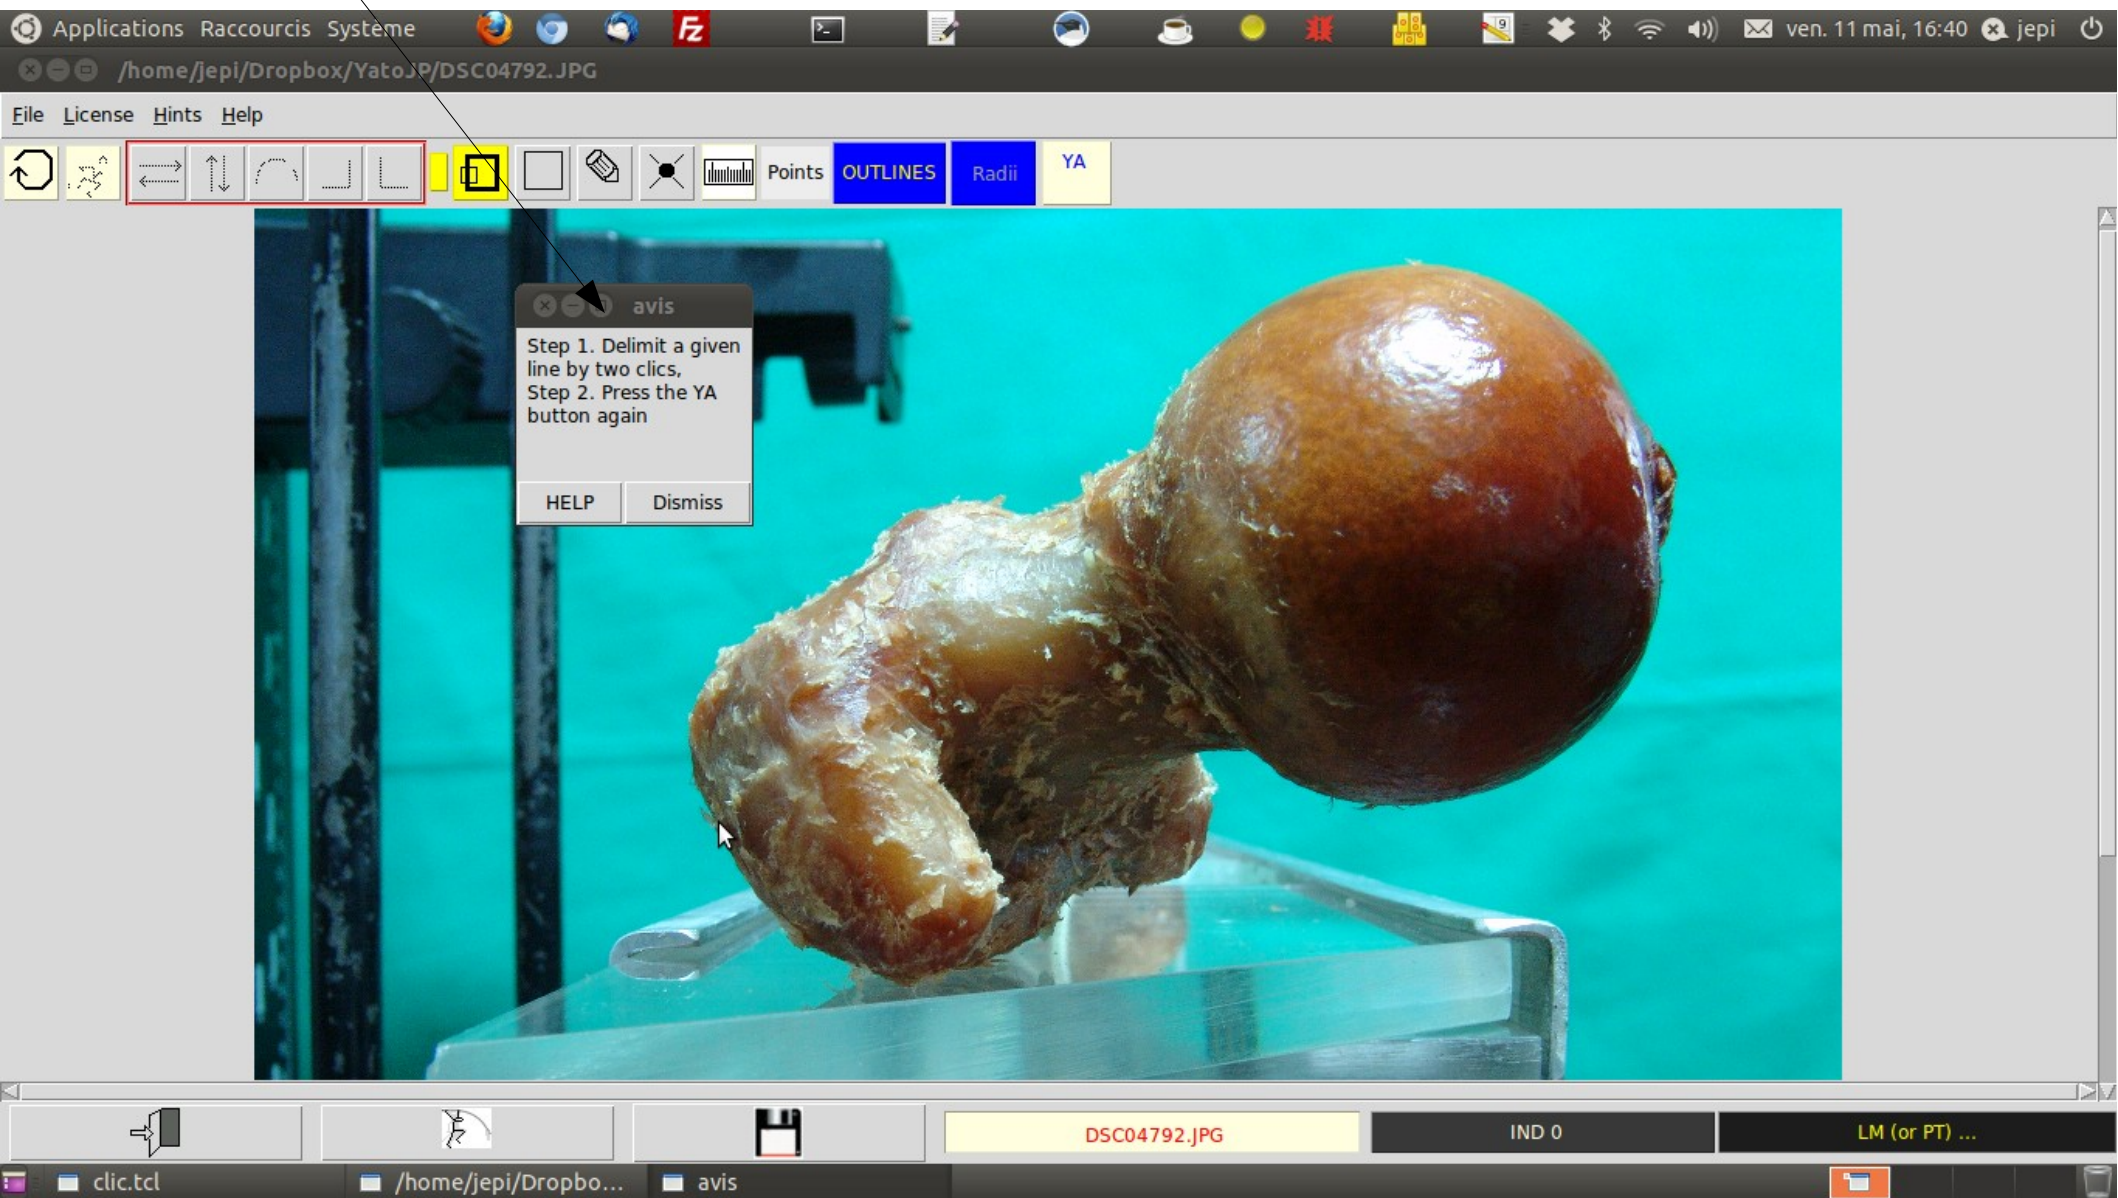 Applications Raccourcis Système
ven. 11 mai, 16:40 jepi
/home/jepi/Dropbox/YatoJP/DSC04792.JPG
File License Hints Help
Points OUTLINES Radii YA
avis
Step 1. Delimit a given
line by two clics,
Step 2. Press the YA
button again
HELP Dismiss
DSC04792.JPG IND 0 LM (or PT) ...
clic.tcl /home/jepi/Dropbo... avis